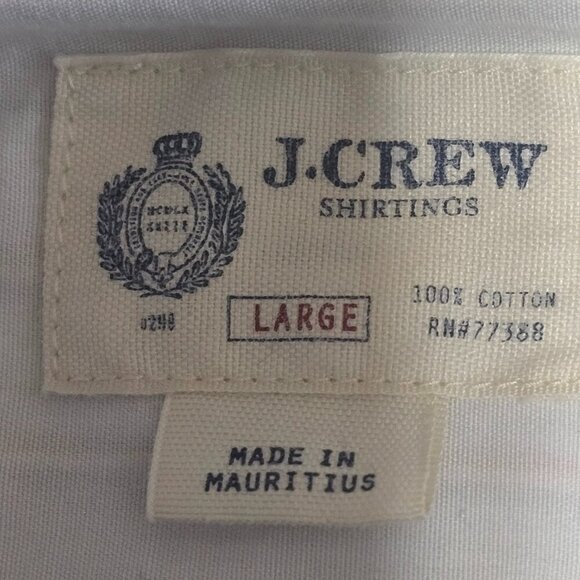 J.CREW
SHIRTINGS
LARGE
100% COTTON
RN#77388
MADE IN
MAURITIUS